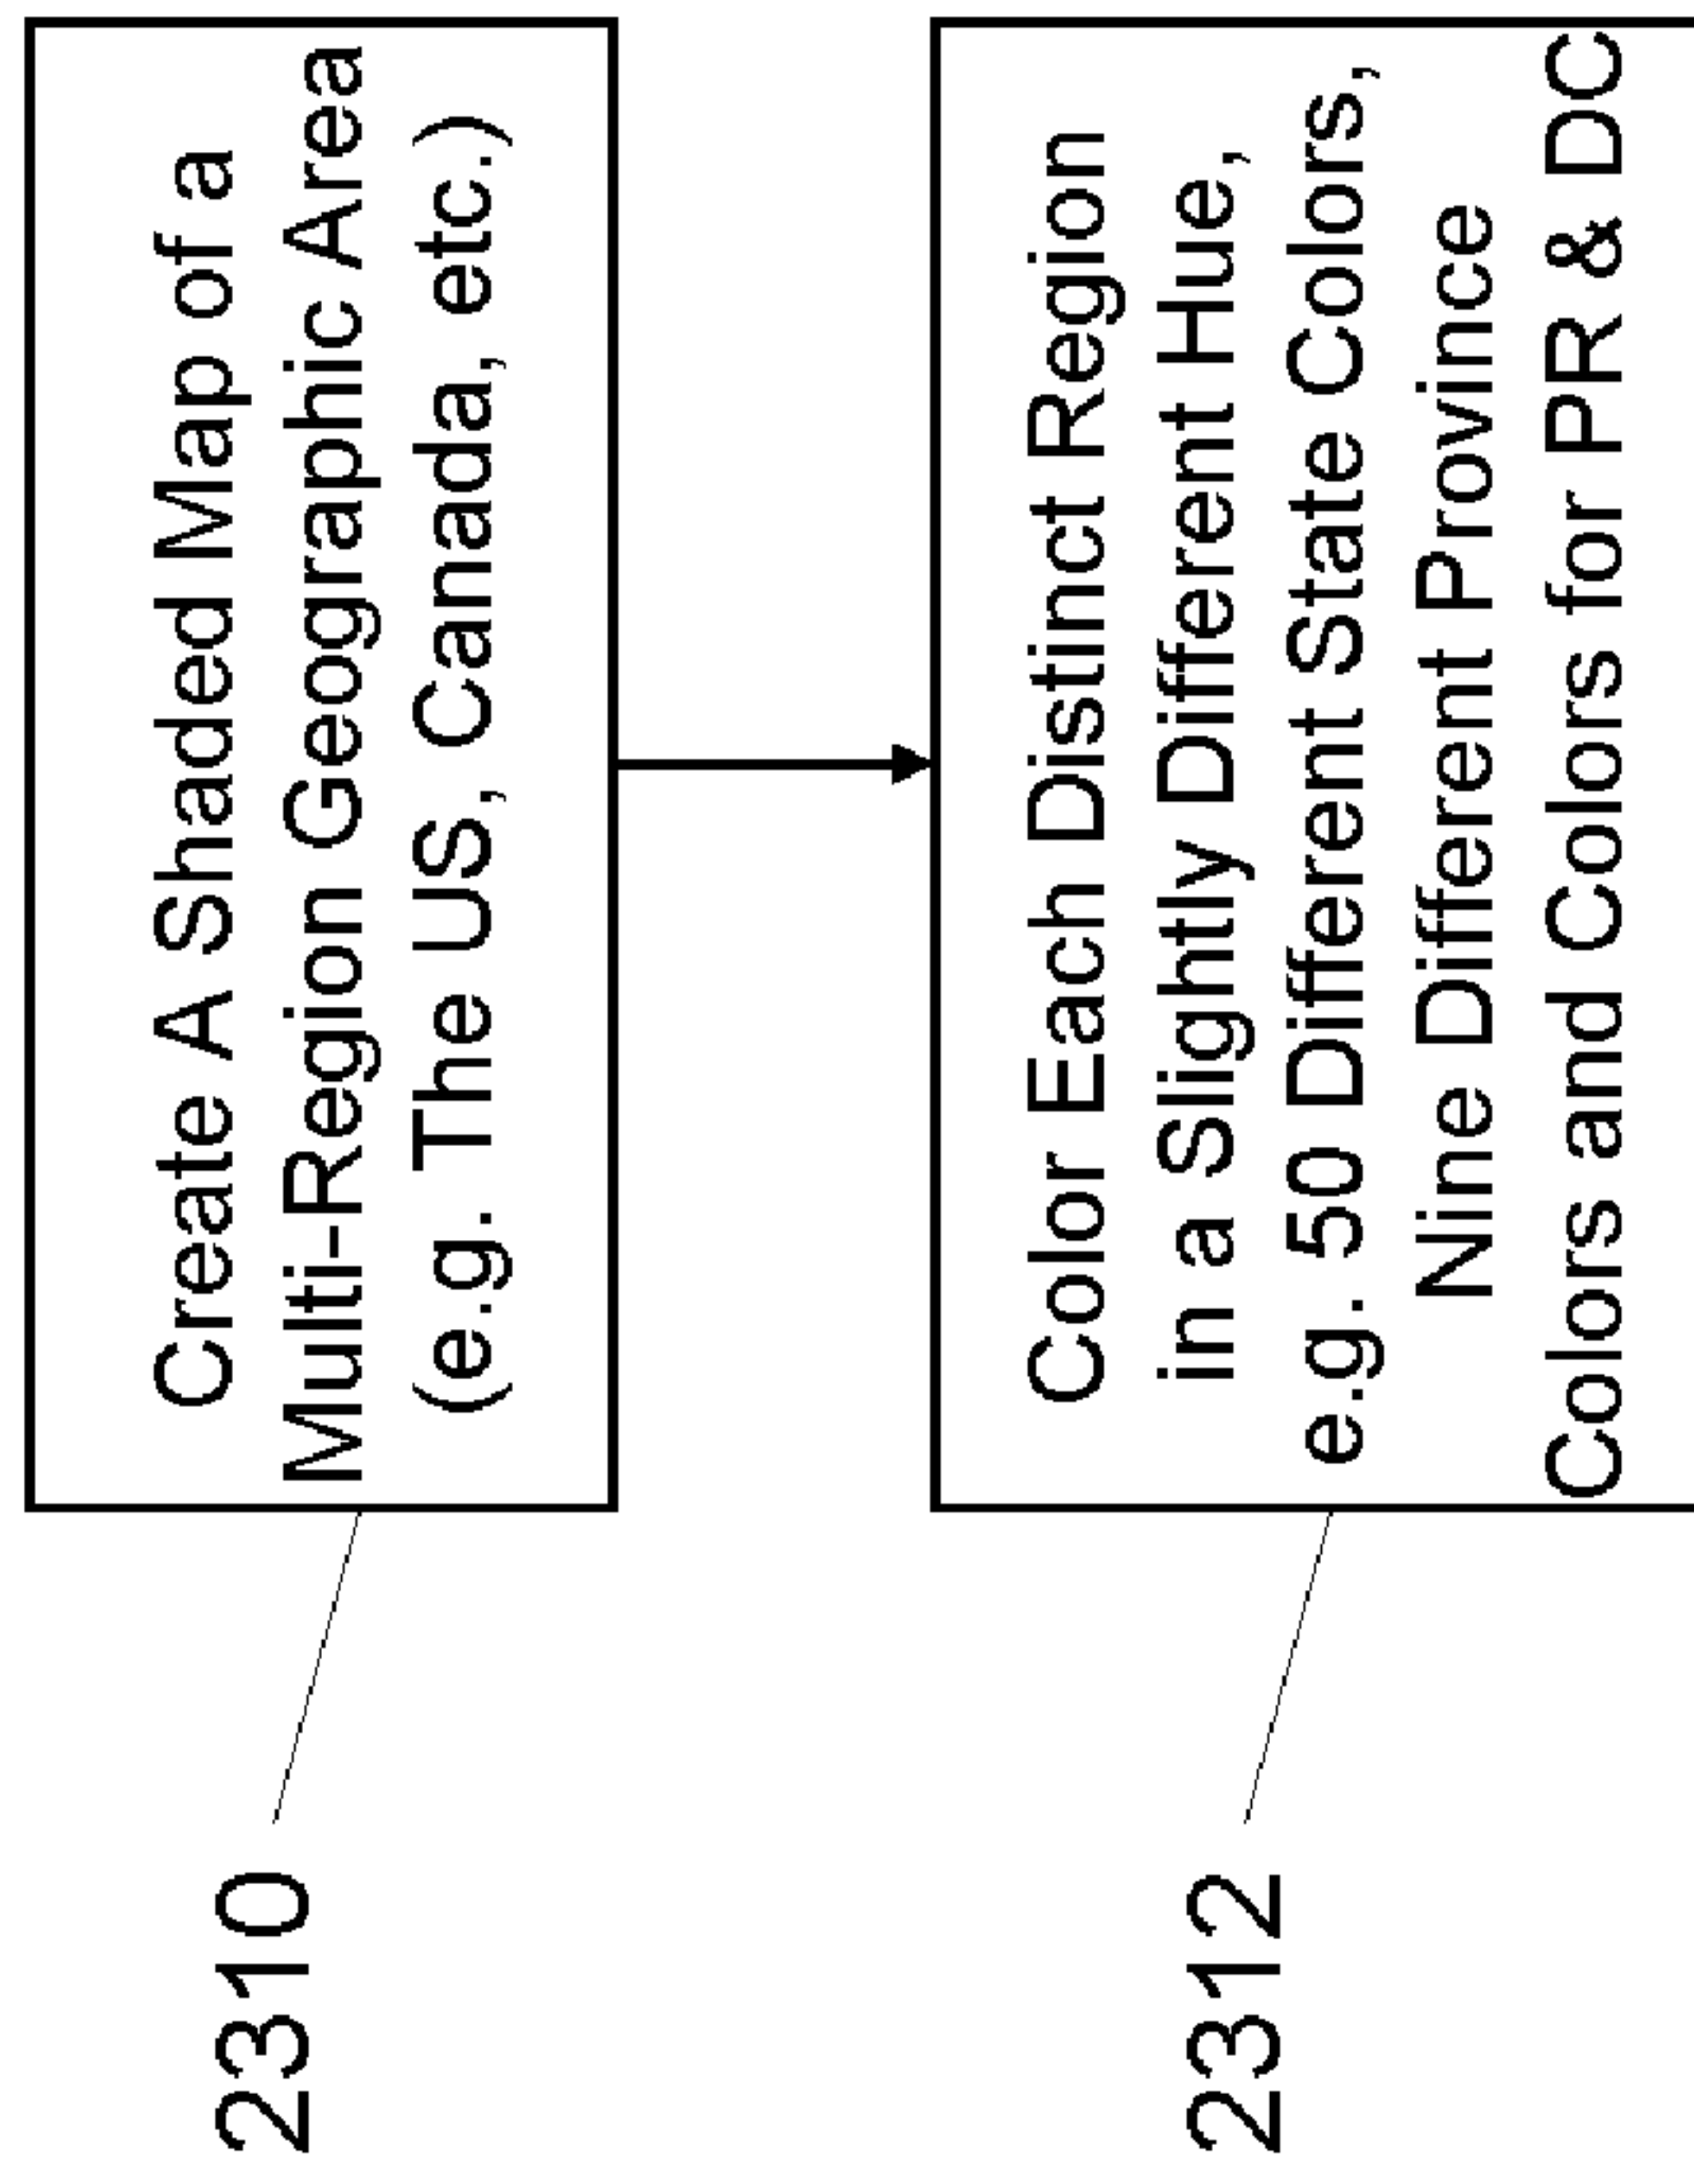 2310
Create A Shaded Map of a
Multi-Region Geographic Area
(e.g. The US, Canada, etc.)
2312
Color Each Distinct Region
in a Slightly Different Hue,
e.g. 50 Different State Colors,
Nine Different Province
Colors and Colors for PR & DC